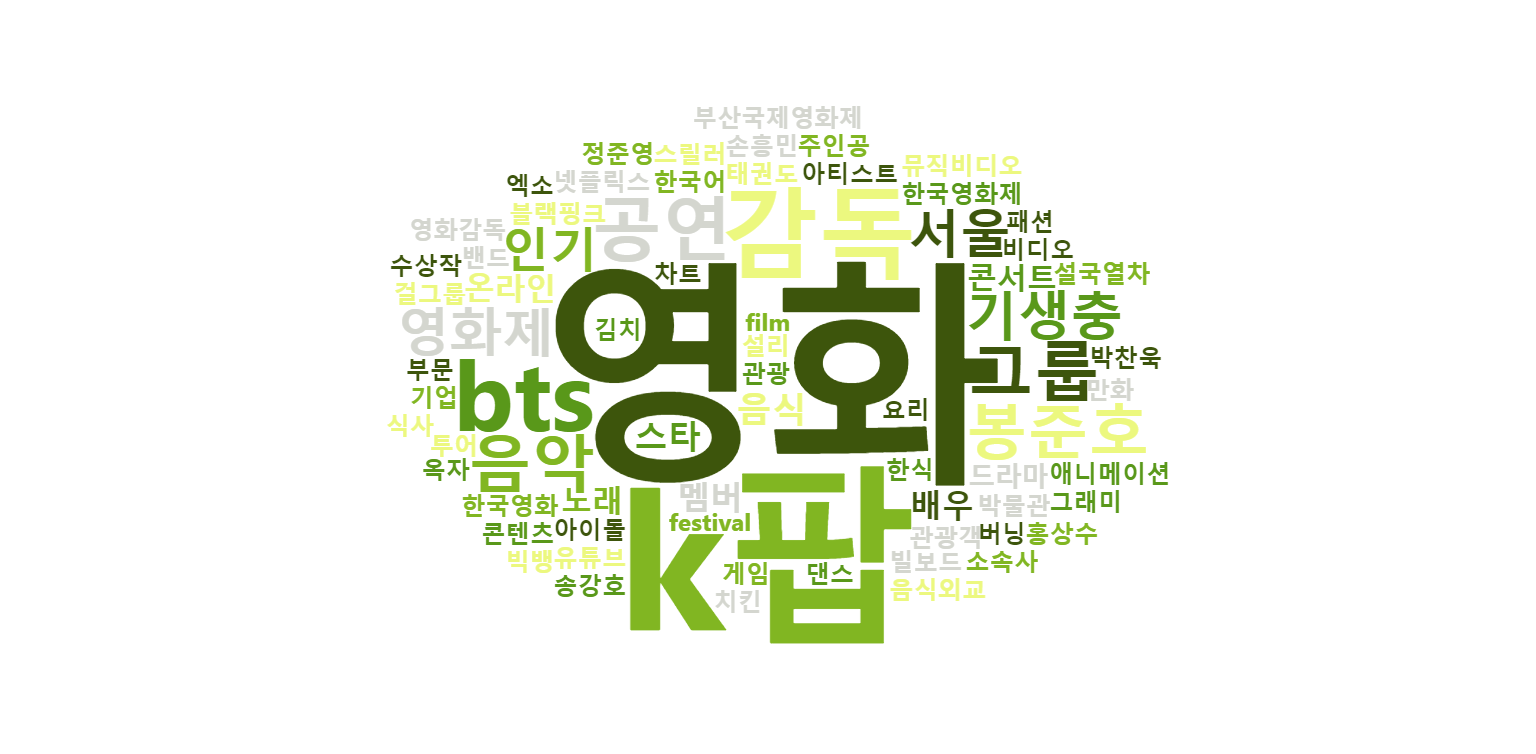 부산국제영화제
손흥민
주인공
정준영
스릴러
뮤직비디오
태권도
아티스트
넷플릭스
한국어
엑소
한국영화제
블랙핑크
공연
감독
서울
패션
영화감독
인기
비디오
밴드
수상작
차트
콘서트
설국열차
걸그룹
온라인
영화제
영화
기생충
김치
film
설리
그룹
박찬욱
부문
관광
만화
기업
bts
음식
요리
식사
봉준호
스타
투어
음악
옥자
한식
드라마
애니메이션
멤버
k팝
한국영화
노래
배우
박물관
그래미
festival
콘텐츠
아이돌
관광객
버닝
홍상수
빅뱅
유튜브
빌보드
소속사
게임
댄스
송강호
음식외교
치킨